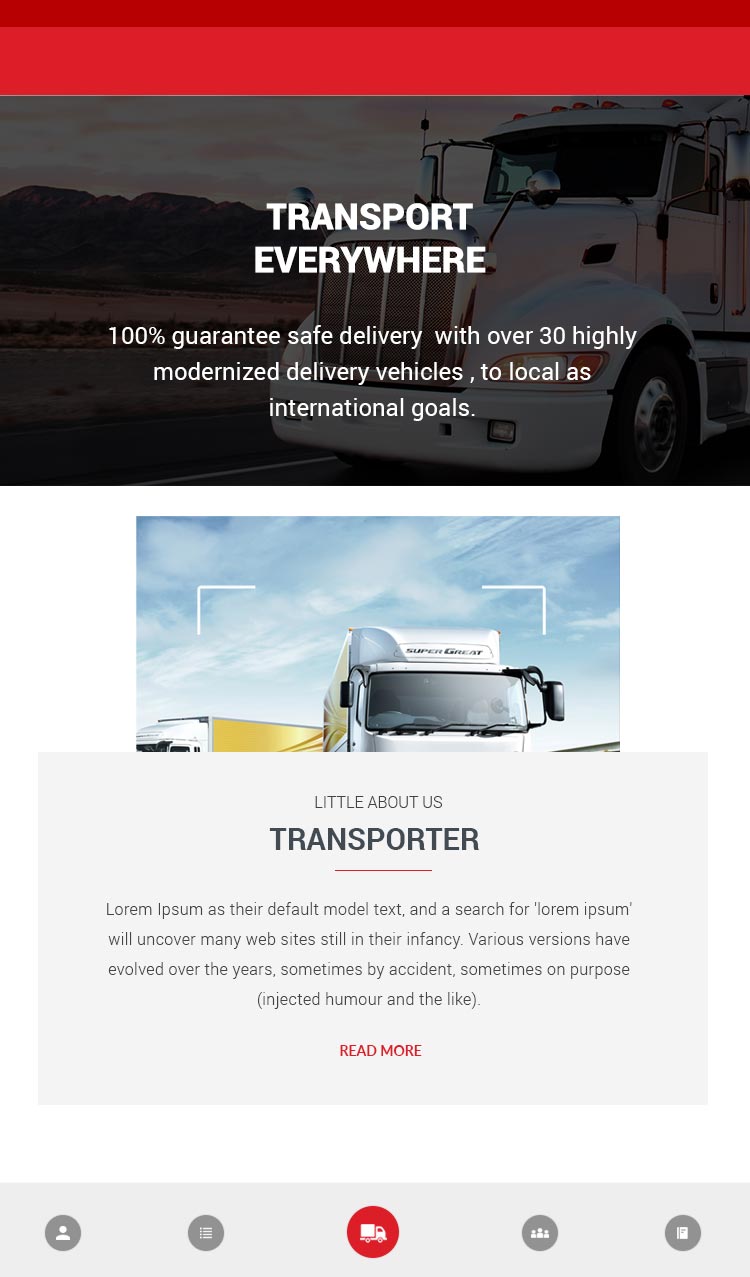 TRANSPORT
EVERYWHERE
100% guarantee safe delivery  with over 30 highly
modernized delivery vehicles , to local as
international goals.
SUPER GREAT
LITTLE ABOUT US
TRANSPORTER
Lorem Ipsum as their default model text, and a search for 'lorem ipsum'
will uncover many web sites still in their infancy. Various versions have
evolved over the years, sometimes by accident, sometimes on purpose
(injected humour and the like).
READ MORE